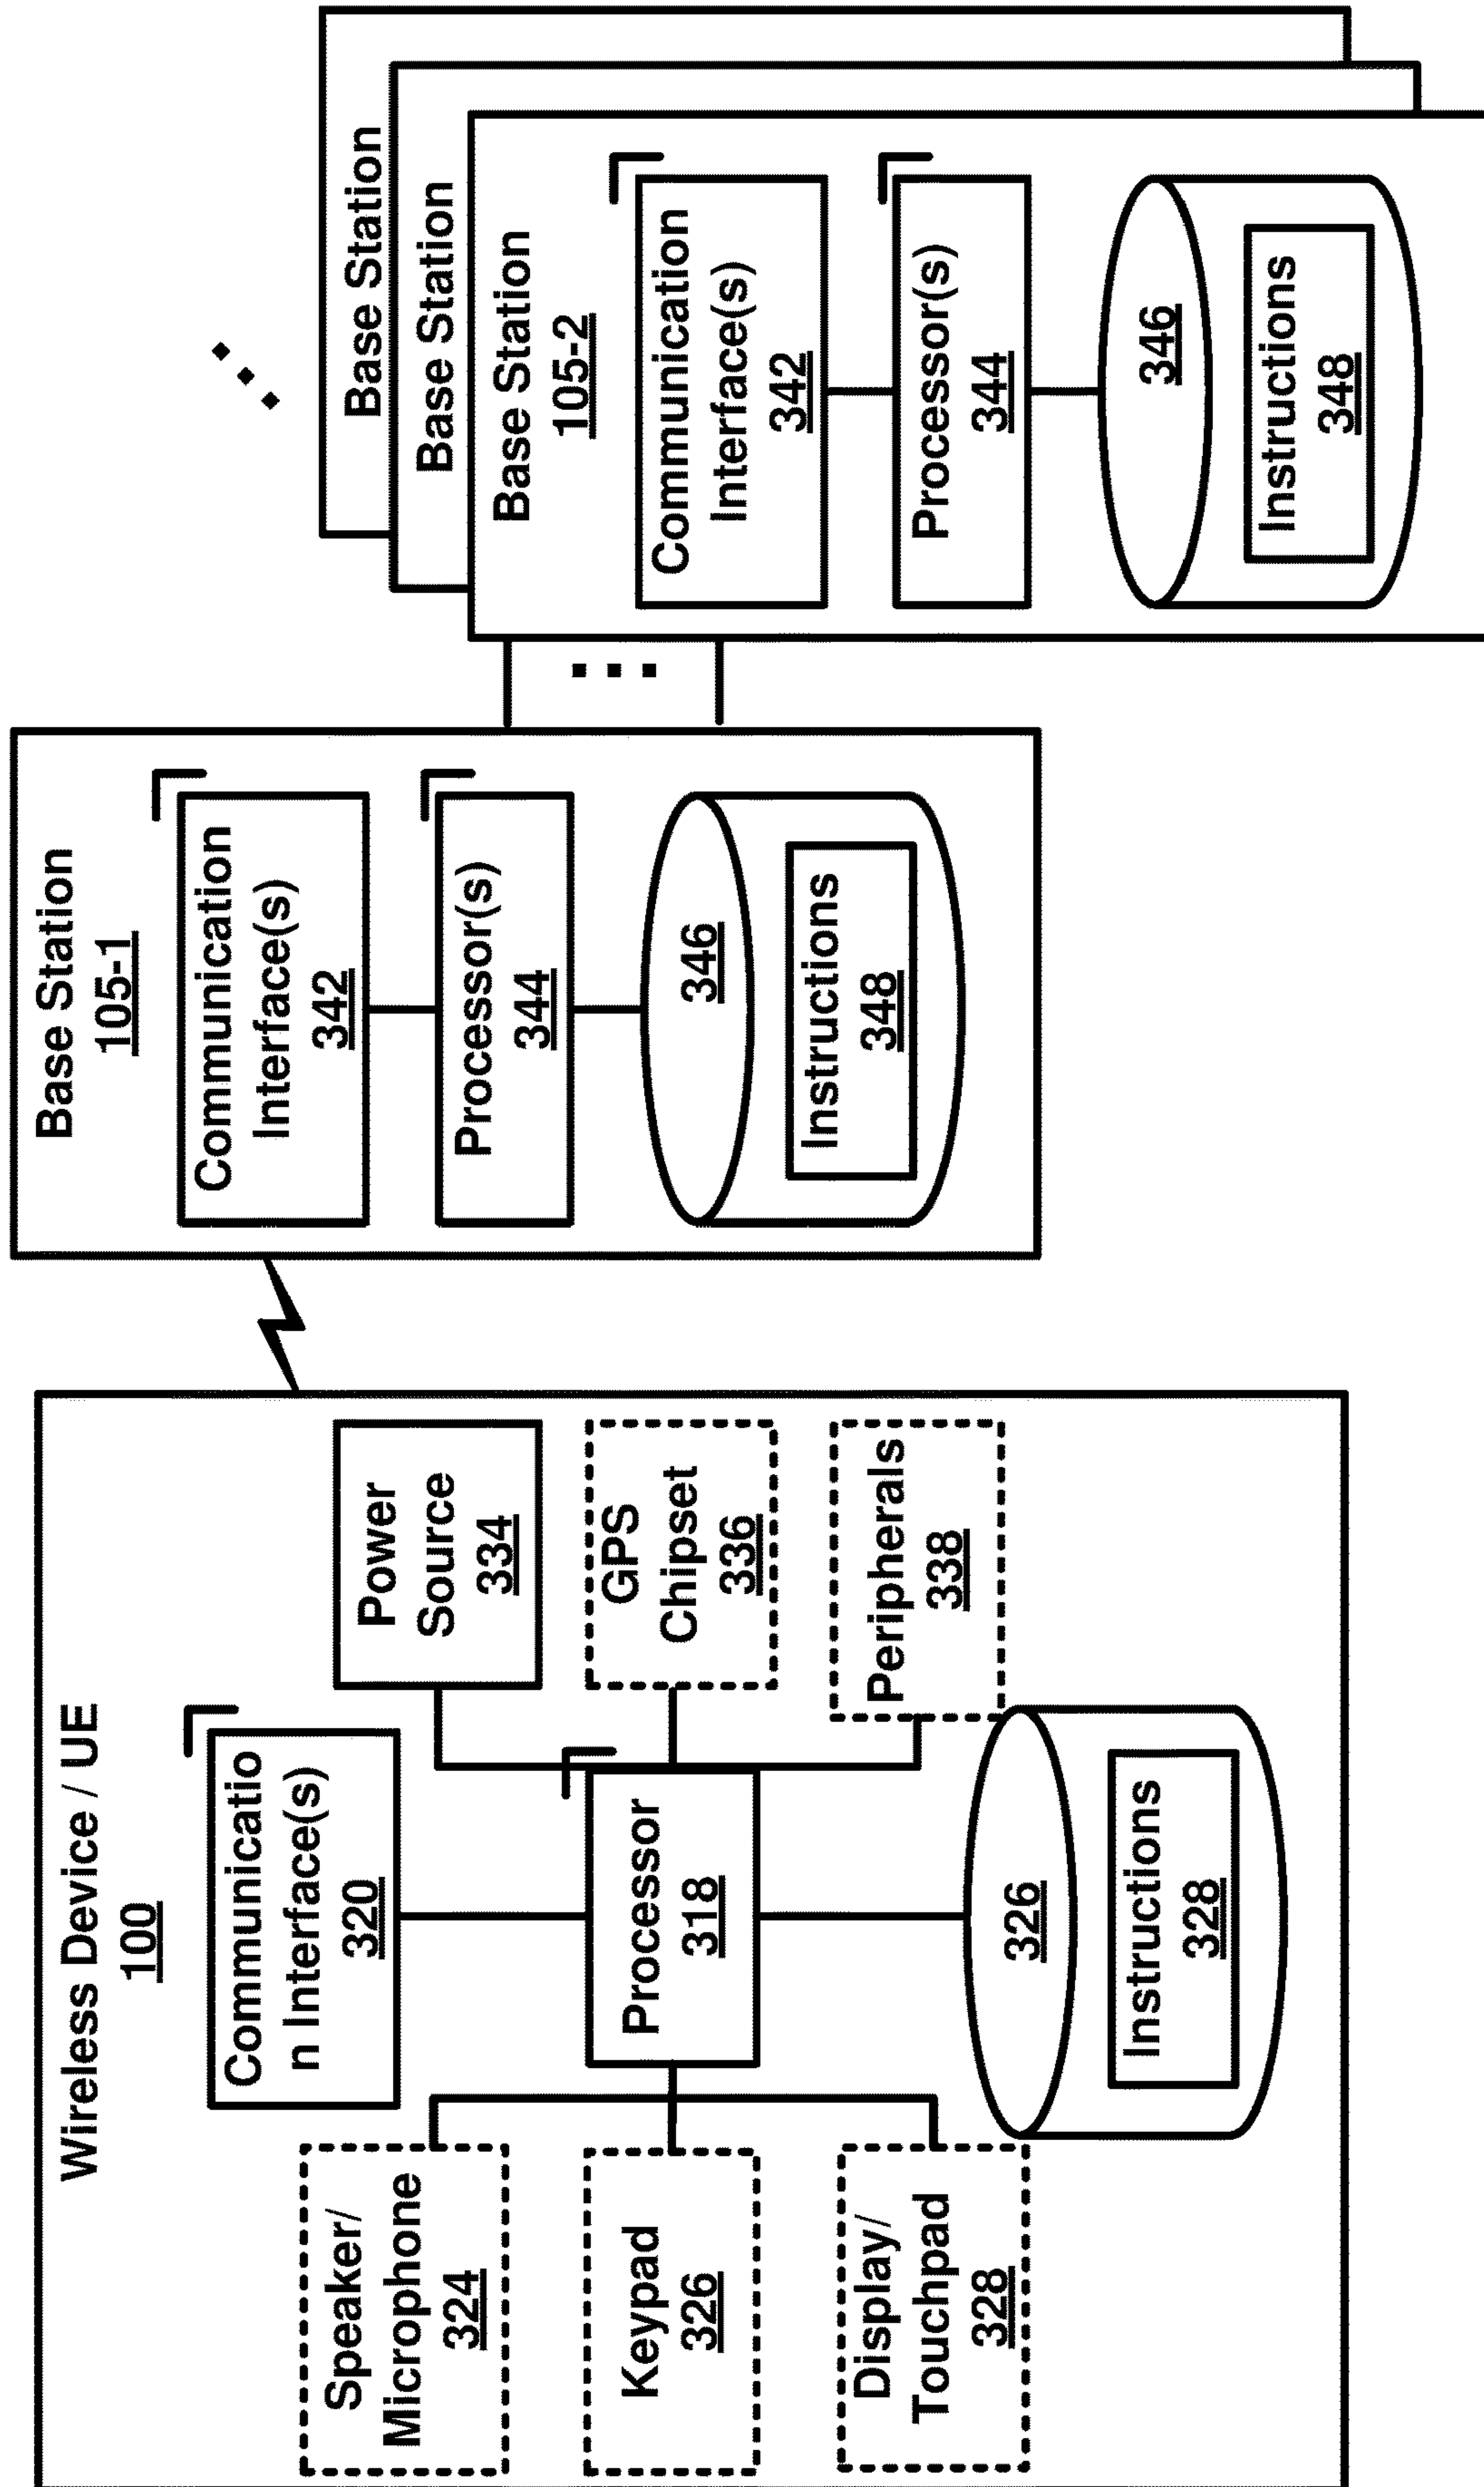 Wireless Device / UE
100
Communicatio
n Interface(s)
320
Speaker/
Microphone
324
Power
Source
334
Keypad
326
Processor
318
GPS
Chipset
336
Display/
Touchpad
328
Peripherals
338
326
Instructions
328
Base Station
105-1
Communication
Interface(s)
342
Processor(s)
344
346
Instructions
348
Base Station
Base Station
Base Station
105-2
Communication
Interface(s)
342
Processor(s)
344
346
Instructions
348